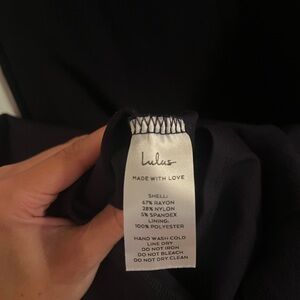 Lulus
MADE WITH LOVE
SHELL:
67% RAYON
28% NYLON
5% SPANDEX
LINING:
100% POLYESTER
HAND WASH COLD
LINE DRY
DO NOT IRON
DO NOT BLEACH
DO NOT DRY CLEAN